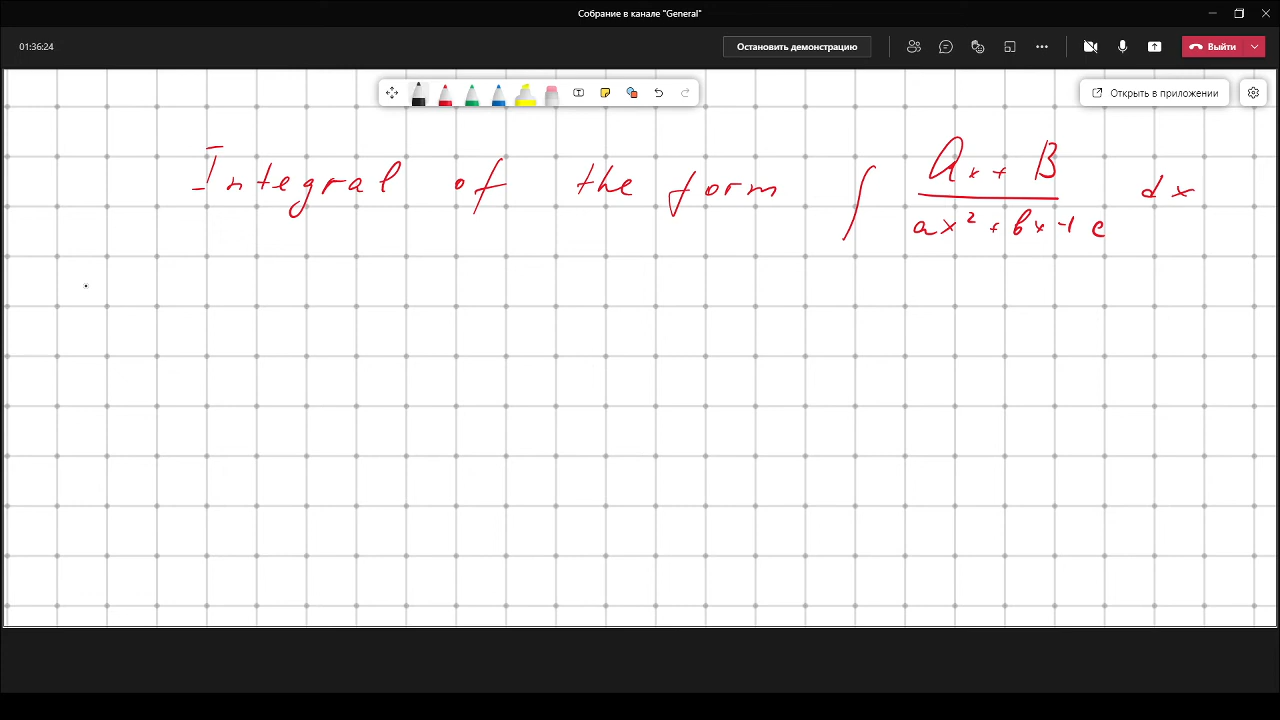 Собрание в канале "General"
01:36:24
Остановить демонстрацию
Выйти
Открыть в приложении
Integral of the form ∫ (Ax + B)/(ax² + bx + c) dx